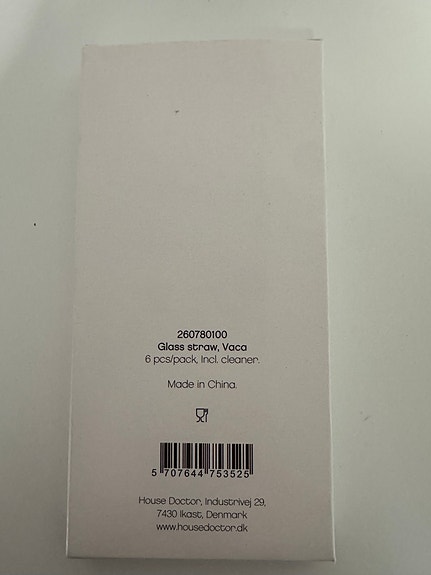 260780100
Glass straw, Vaca
6 pcs/pack, Incl. cleaner.
Made in China.
5 707644 753525
House Doctor, Industrivej 29,
7430 Ikast, Denmark
www.housedoctor.dk